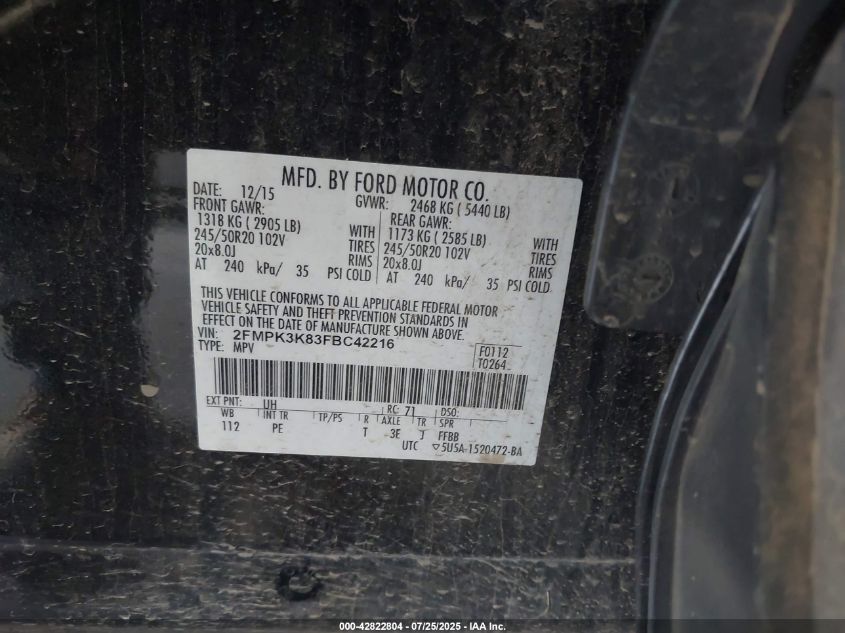 MFD. BY FORD MOTOR CO.
DATE: 12/15 GVWR: 2468 KG ( 5440 LB)
FRONT GAWR: REAR GAWR:
1318 KG ( 2905 LB) WITH 1173 KG ( 2585 LB) WITH
245/50R20 102V TIRES 245/50R20 102V TIRES
20x8.0J RIMS 20x8.0J RIMS
AT 240 kPa/ 35 PSI COLD AT 240 kPa/ 35 PSI COLD
THIS VEHICLE CONFORMS TO ALL APPLICABLE FEDERAL MOTOR
VEHICLE SAFETY AND THEFT PREVENTION STANDARDS IN
EFFECT ON THE DATE OF MANUFACTURE SHOWN ABOVE.
VIN: 2FMPK3K83FBC42216
TYPE: MPV
F0112
T0264
EXT PNT: UH RC: 71 DSO:
WB INT TR TP/PS R AXLE TR SPR
112 PE T 3E J FFBB
UTC 5U5A-1520472-BA
000-42822804 / 07/25/2025 - IAA Inc.